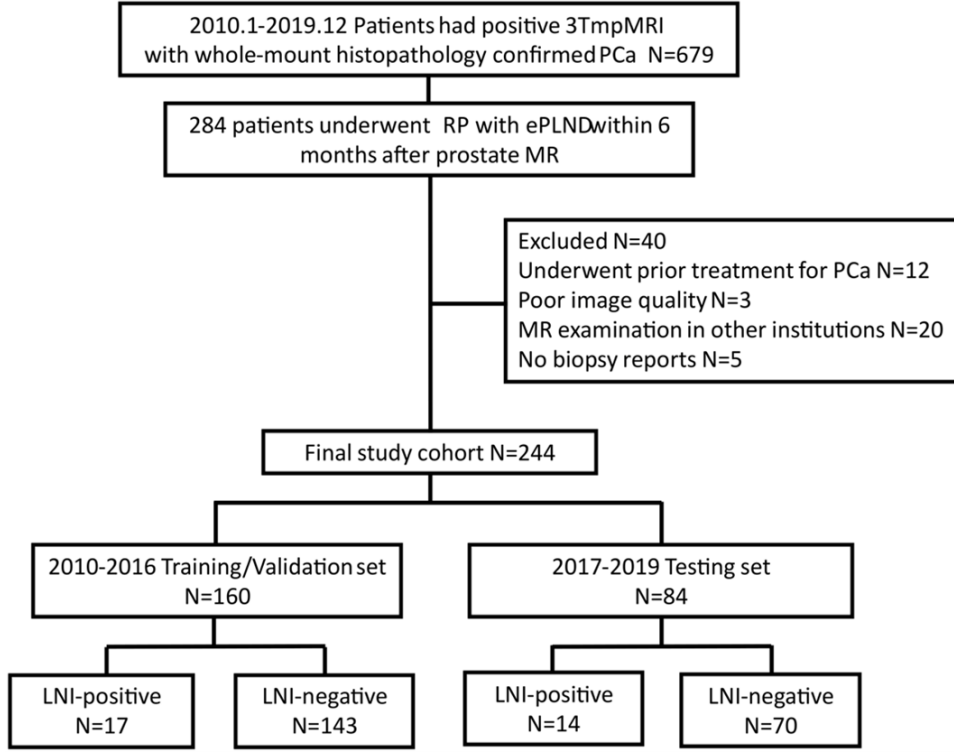 2010.1-2019.12 Patients had positive 3TmpMRI
with whole-mount histopathology confirmed PCa N=679
284 patients underwent RP with ePLNDwithin 6
months after prostate MR
Excluded N=40
Underwent prior treatment for PCa N=12
Poor image quality N=3
MR examination in other institutions N=20
No biopsy reports N=5
Final study cohort N=244
2010-2016 Training/Validation set
N=160
2017-2019 Testing set
N=84
LNI-positive
N=17
LNI-negative
N=143
LNI-positive
N=14
LNI-negative
N=70